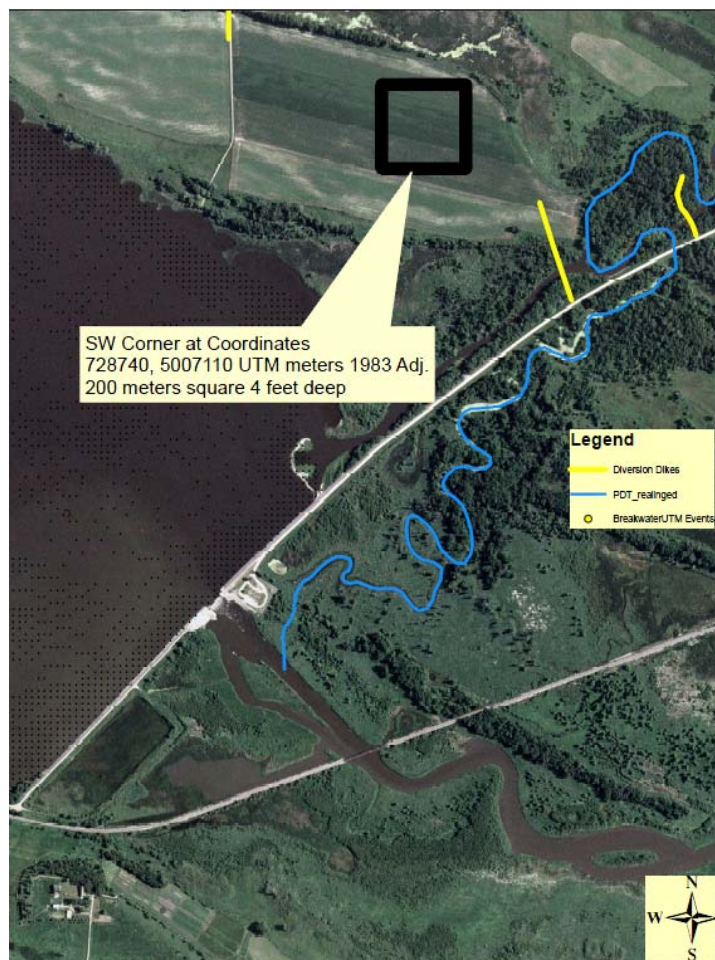 SW Corner at Coordinates
728740, 5007110 UTM meters 1983 Adj.
200 meters square 4 feet deep
Legend
Diversion Dikes
PDT_realinged
BreakwaterUTM Events
N
W
S